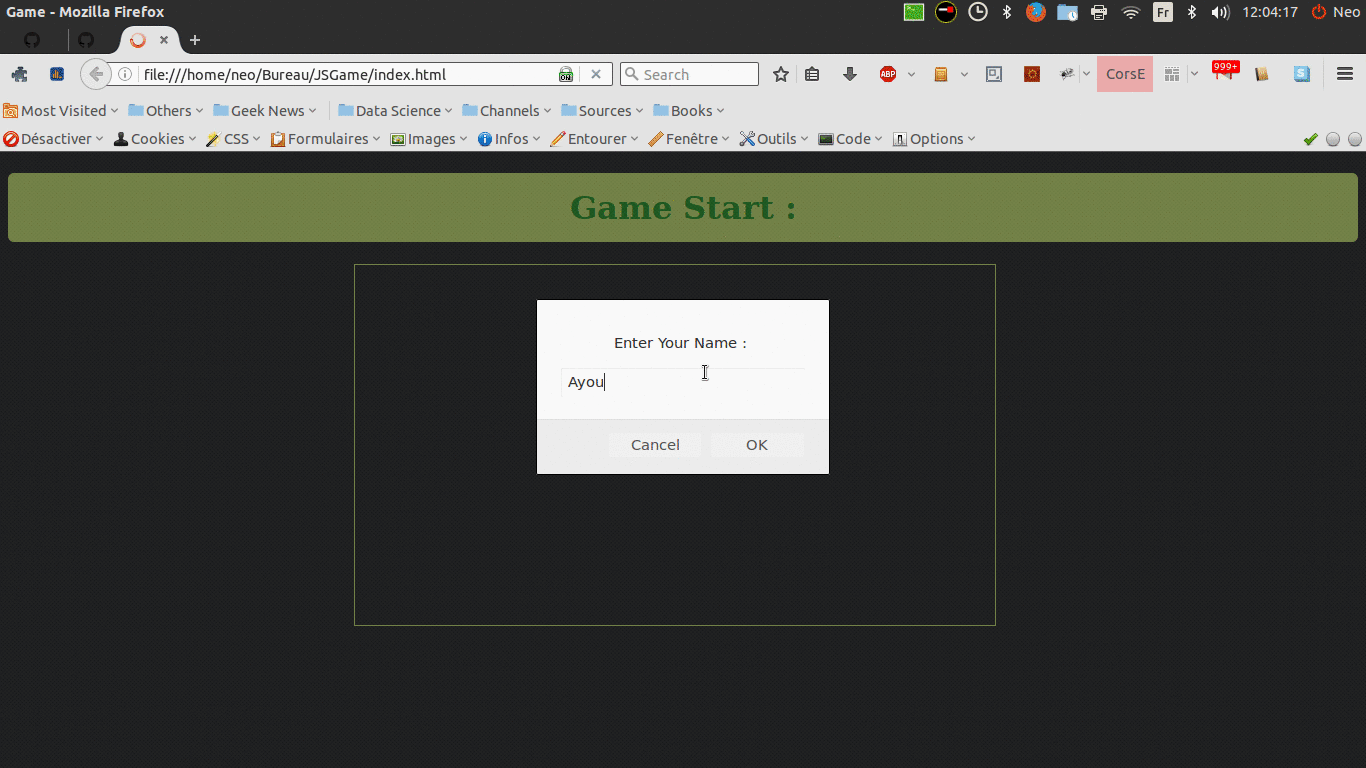 Game - Mozilla Firefox
Fr 12:04:17 Neo
file:///home/neo/Bureau/JSGame/index.html ON Search ABP CorsE 999+ S
Most Visited Others Geek News Data Science Channels Sources Books
Désactiver Cookies CSS Formulaires Images Infos Entourer Fenêtre Outils Code Options
Game Start :
Enter Your Name :
Ayou
Cancel OK